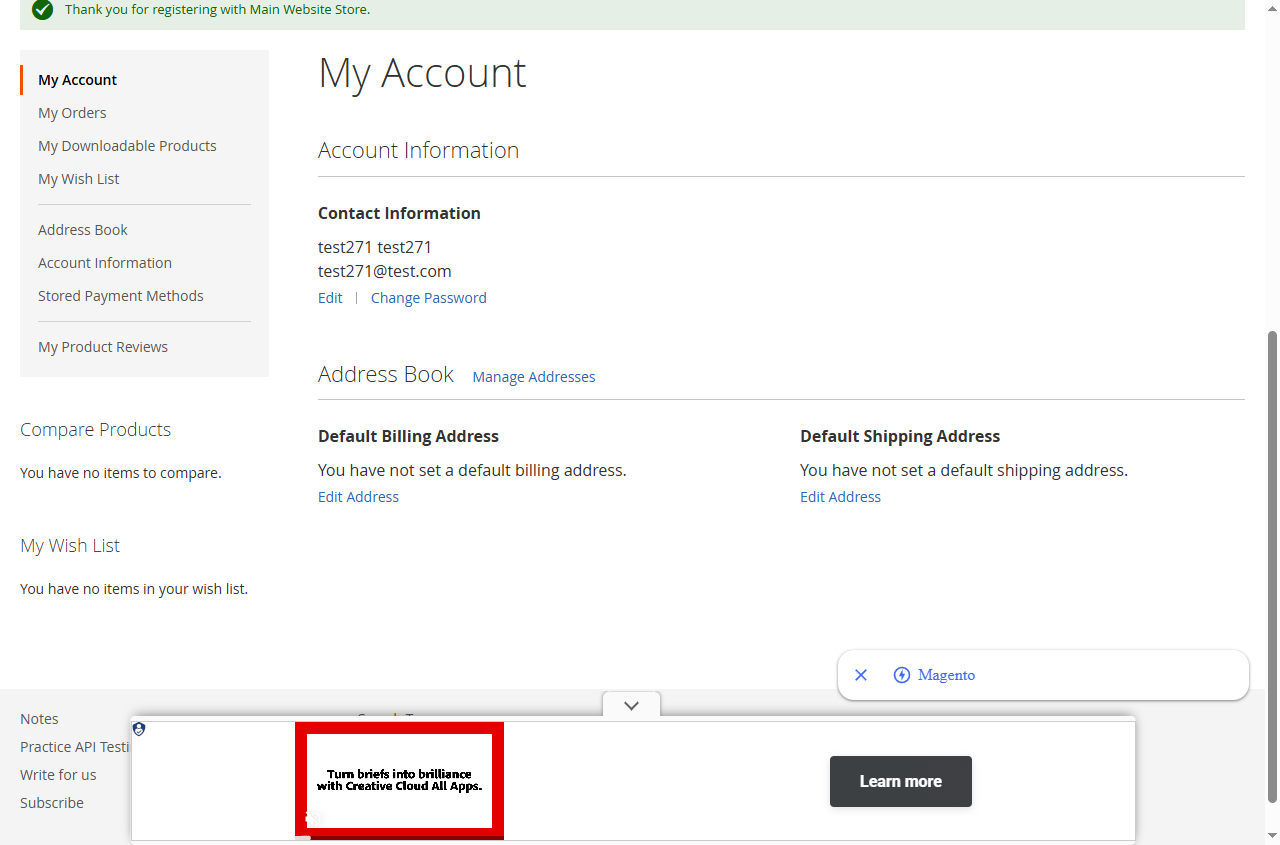 Thank you for registering with Main Website Store.
My Account
My Orders
My Downloadable Products
My Wish List
Address Book
Account Information
Stored Payment Methods
My Product Reviews
Compare Products
You have no items to compare.
My Wish List
You have no items in your wish list.
My Account
Account Information
Contact Information
test271 test271
test271@test.com
Edit | Change Password
Address Book Manage Addresses
Default Billing Address
You have not set a default billing address.
Edit Address
Default Shipping Address
You have not set a default shipping address.
Edit Address
Magento
Notes
Practice API Testi
Write for us
Subscribe
Turn briefs into brilliance
with Creative Cloud All Apps.
Learn more